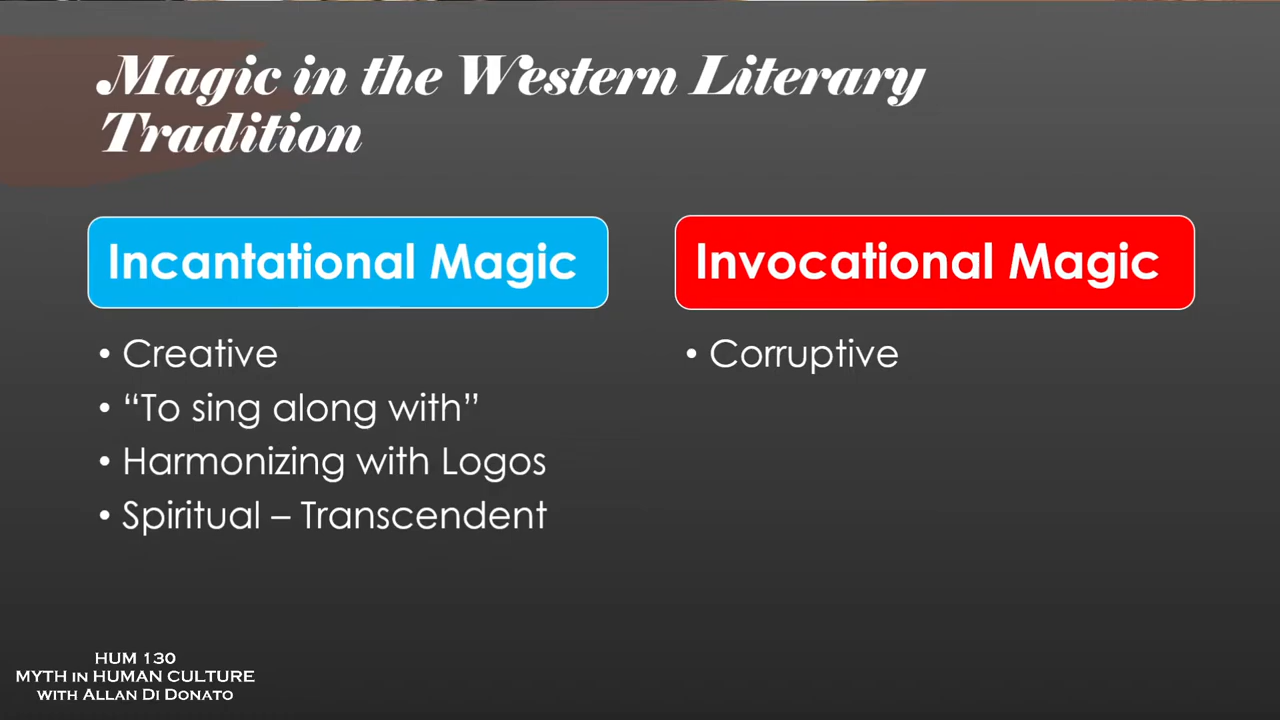 Magic in the Western Literary
Tradition
Incantational Magic
• Creative
• “To sing along with”
• Harmonizing with Logos
• Spiritual – Transcendent
Invocational Magic
• Corruptive
HUM 130
MYTH in HUMAN CULTURE
WITH ALLAN DI DONATO